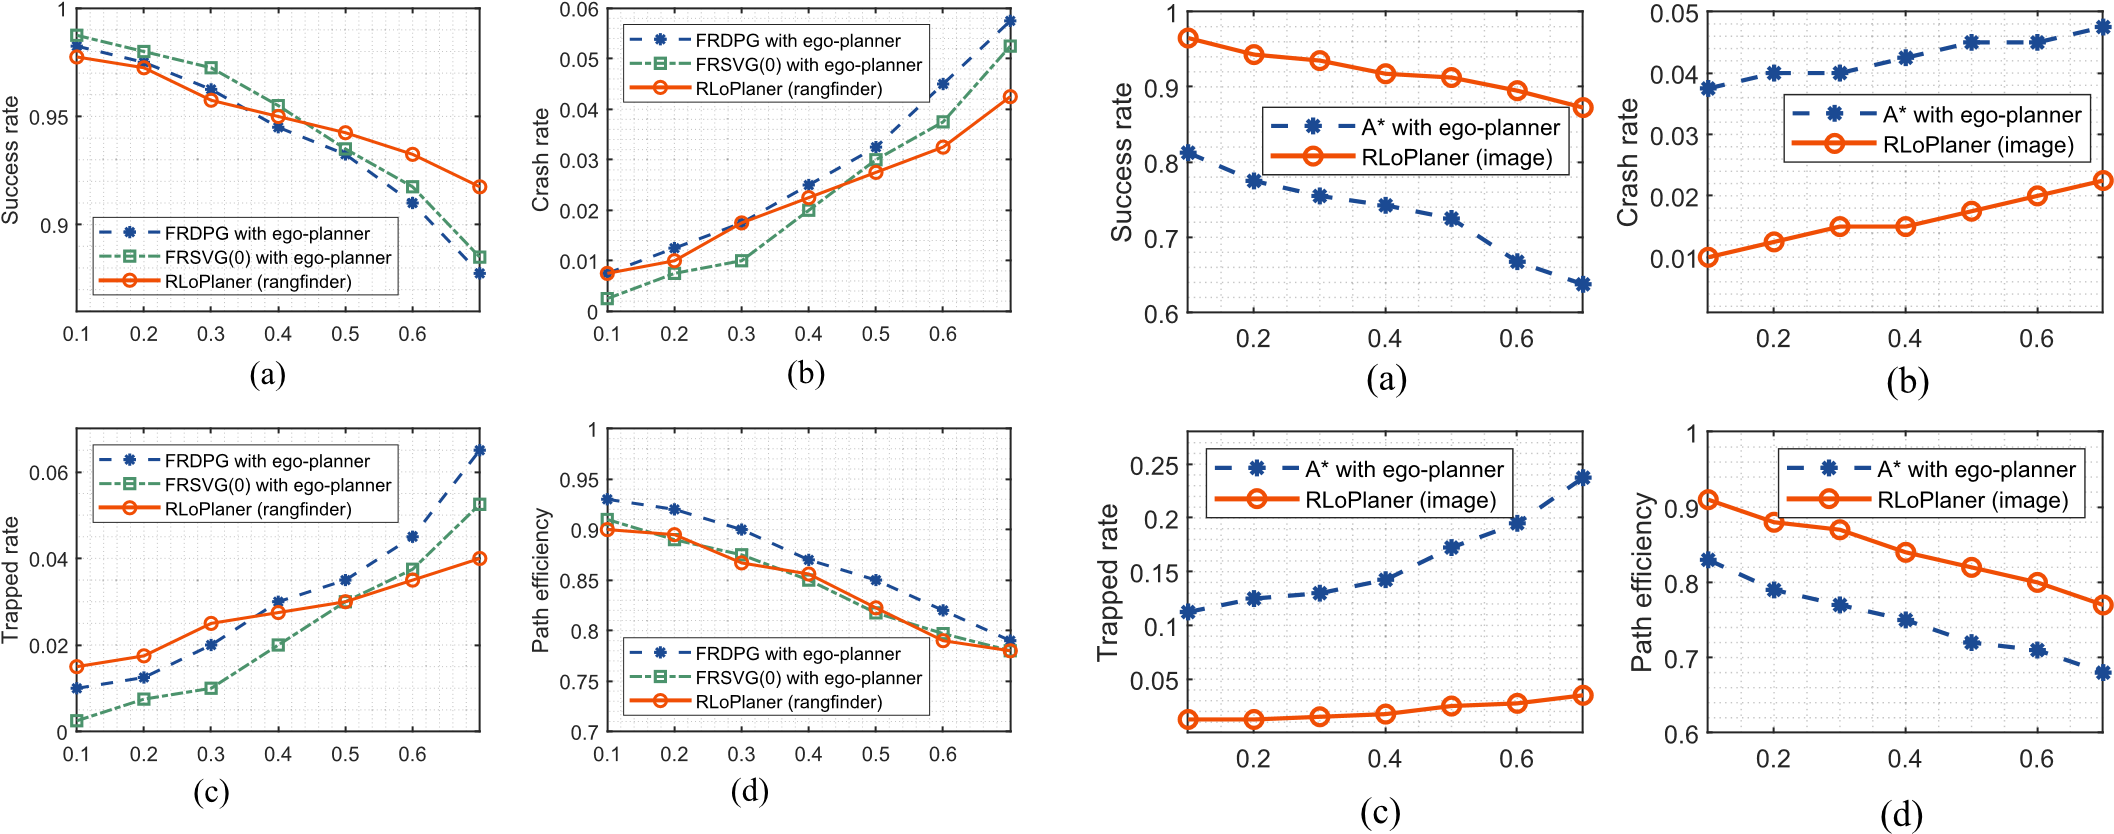 1
0.95
0.9
Success rate
FRDPG with ego-planner
FRSVG(0) with ego-planner
RLoPlaner (rangfinder)
0.1 0.2 0.3 0.4 0.5 0.6
(a)
0.06
0.05
0.04
0.03
0.02
0.01
0
Crash rate
FRDPG with ego-planner
FRSVG(0) with ego-planner
RLoPlaner (rangfinder)
0.1 0.2 0.3 0.4 0.5 0.6
(b)
1
0.9
0.8
0.7
0.6
Success rate
A* with ego-planner
RLoPlaner (image)
0.2 0.4 0.6
(a)
0.05
0.04
0.03
0.02
0.01
Crash rate
A* with ego-planner
RLoPlaner (image)
0.2 0.4 0.6
(b)
0.06
0.04
0.02
0
Trapped rate
FRDPG with ego-planner
FRSVG(0) with ego-planner
RLoPlaner (rangfinder)
0.1 0.2 0.3 0.4 0.5 0.6
(c)
1
0.95
0.9
0.85
0.8
0.75
0.7
Path efficiency
FRDPG with ego-planner
FRSVG(0) with ego-planner
RLoPlaner (rangfinder)
0.1 0.2 0.3 0.4 0.5 0.6
(d)
0.25
0.2
0.15
0.1
0.05
Trapped rate
A* with ego-planner
RLoPlaner (image)
0.2 0.4 0.6
(c)
1
0.9
0.8
0.7
0.6
Path efficiency
A* with ego-planner
RLoPlaner (image)
0.2 0.4 0.6
(d)